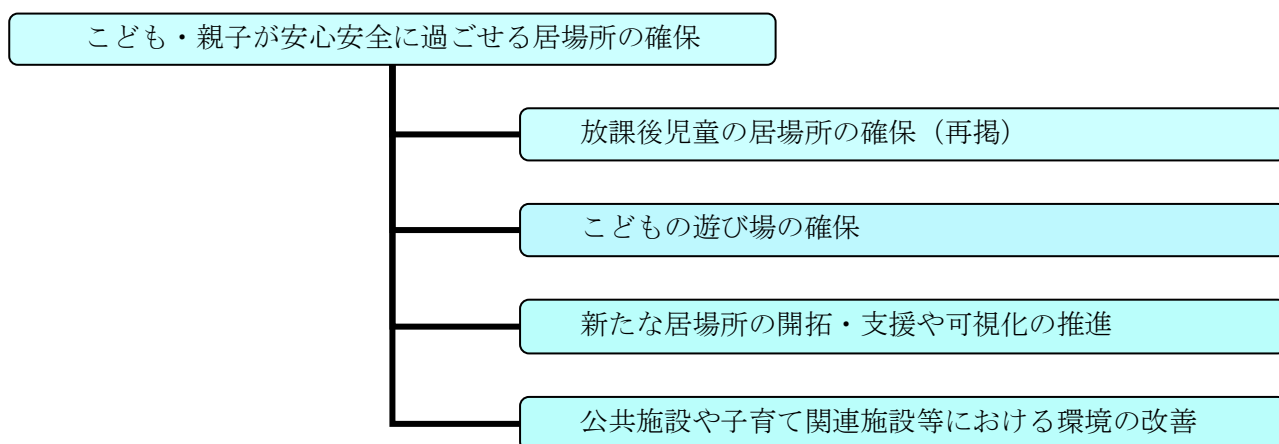 こども・親子が安心安全に過ごせる居場所の確保
放課後児童の居場所の確保（再掲）
こどもの遊び場の確保
新たな居場所の開拓・支援や可視化の推進
公共施設や子育て関連施設等における環境の改善